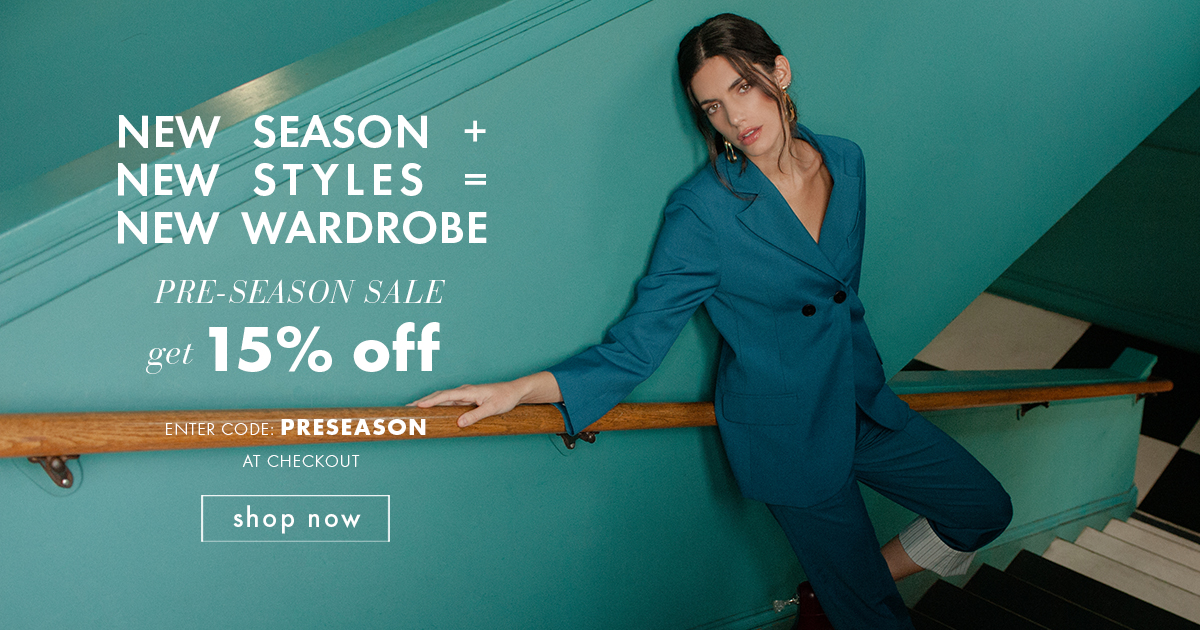 NEW SEASON +
NEW STYLES =
NEW WARDROBE
PRE-SEASON SALE
get 15% off
ENTER CODE: PRESEASON
AT CHECKOUT
shop now